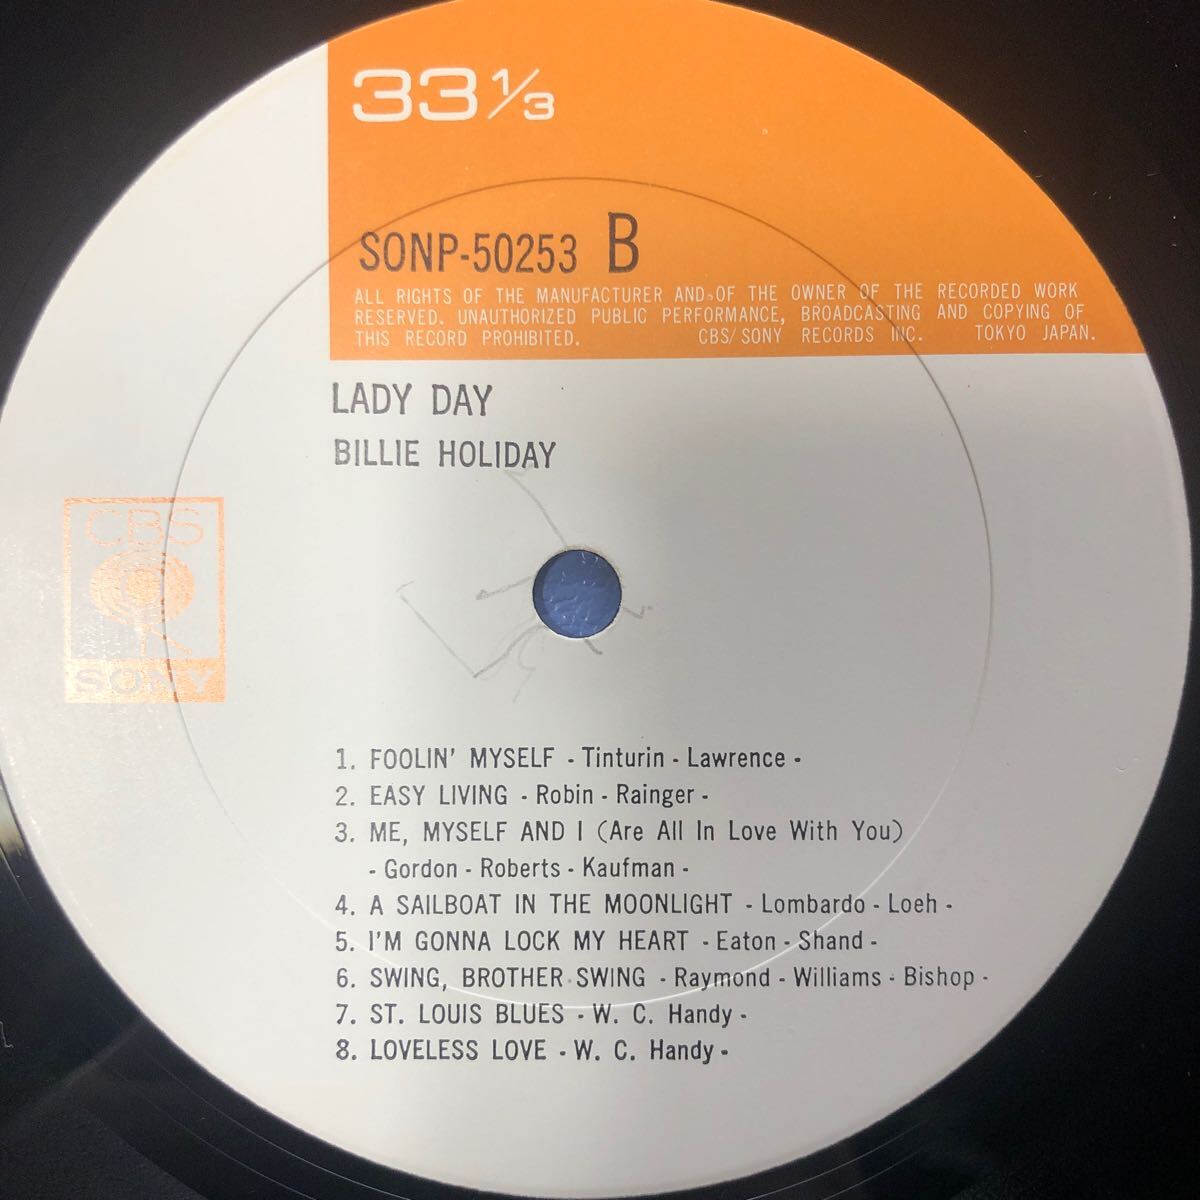 33 1/3
SONP-50253 B
ALL RIGHTS OF THE MANUFACTURER AND OF THE OWNER OF THE RECORDED WORK
RESERVED. UNAUTHORIZED PUBLIC PERFORMANCE, BROADCASTING AND COPYING OF
THIS RECORD PROHIBITED. CBS/SONY RECORDS INC. TOKYO JAPAN.
LADY DAY
BILLIE HOLIDAY
CBS
SONY
1. FOOLIN' MYSELF - Tinturin - Lawrence -
2. EASY LIVING - Robin - Rainger -
3. ME, MYSELF AND I (Are All In Love With You)
- Gordon - Roberts - Kaufman -
4. A SAILBOAT IN THE MOONLIGHT - Lombardo - Loeh -
5. I'M GONNA LOCK MY HEART - Eaton - Shand -
6. SWING, BROTHER SWING - Raymond - Williams - Bishop -
7. ST. LOUIS BLUES - W. C. Handy -
8. LOVELESS LOVE - W. C. Handy -